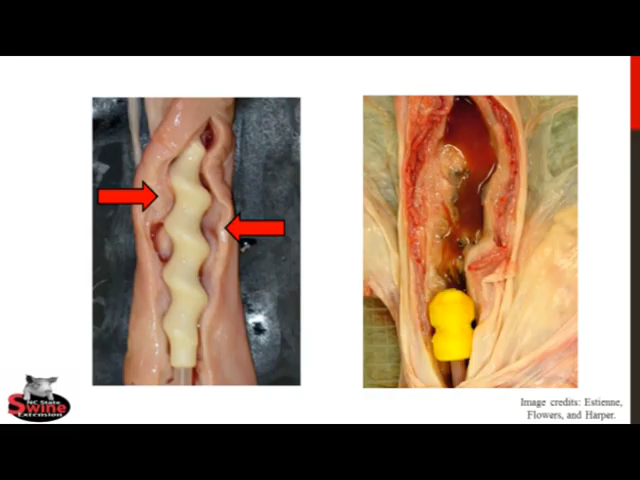 NC State
Swine
Extension
Image credits: Estienne,
Flowers, and Harper.